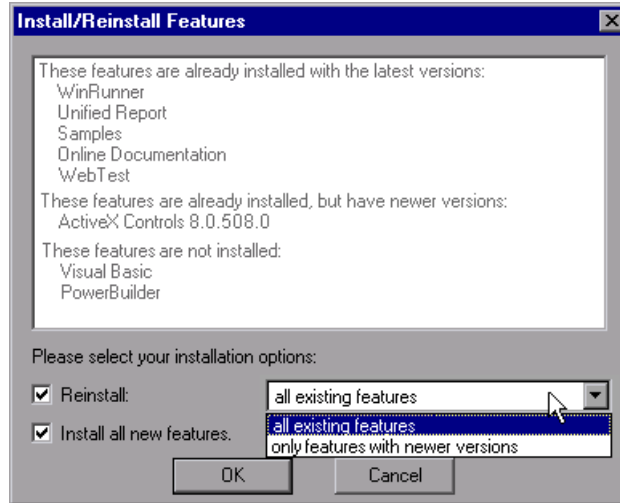 Install/Reinstall Features
These features are already installed with the latest versions:
WinRunner
Unified Report
Samples
Online Documentation
WebTest
These features are already installed, but have newer versions:
ActiveX Controls 8.0.508.0
These features are not installed:
Visual Basic
PowerBuilder
Please select your installation options:
Reinstall:
all existing features
all existing features
Install all new features.
only features with newer versions
OK
Cancel